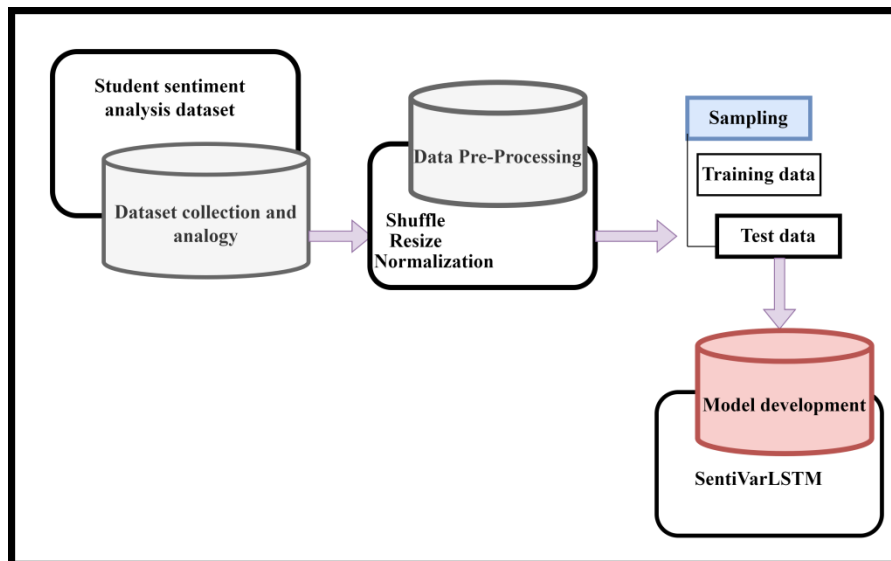 Student sentiment
analysis dataset
Dataset collection and
analogy
Data Pre-Processing
Shuffle
Resize
Normalization
Sampling
Training data
Test data
Model development
SentiVarLSTM